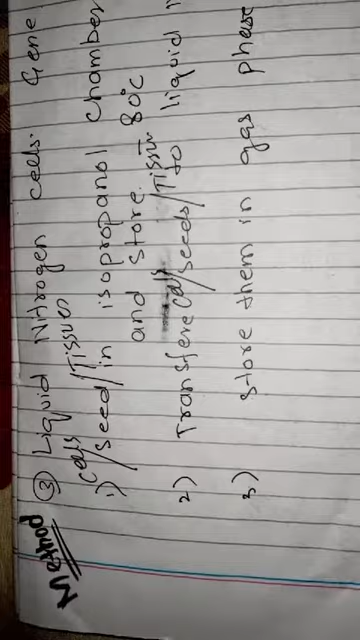 ③ Liquid Nitrogen cells. Gene
Method
Cells/Tissues
1) /seed/in isopropanol chamber
and store 80°C
2) Transfere cells/seeds/Tissue to liquid
3) store them in gas phase